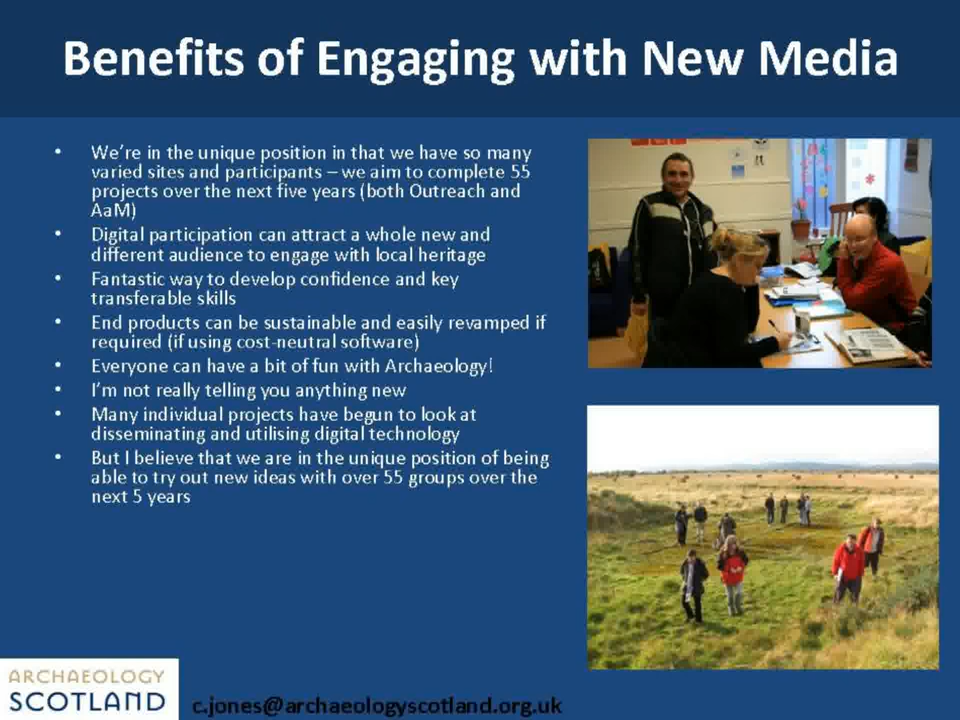 Benefits of Engaging with New Media
• We're in the unique position in that we have so many
varied sites and participants – we aim to complete 55
projects over the next five years (both Outreach and
AaM)
• Digital participation can attract a whole new and
different audience to engage with local heritage
• Fantastic way to develop confidence and key
transferable skills
• End products can be sustainable and easily revamped if
required (if using cost-neutral software)
• Everyone can have a bit of fun with Archaeology!
• I'm not really telling you anything new
• Many individual projects have begun to look at
disseminating and utilising digital technology
• But I believe that we are in the unique position of being
able to try out new ideas with over 55 groups over the
next 5 years
ARCHAEOLOGY
SCOTLAND
c.jones@archaeologyscotland.org.uk